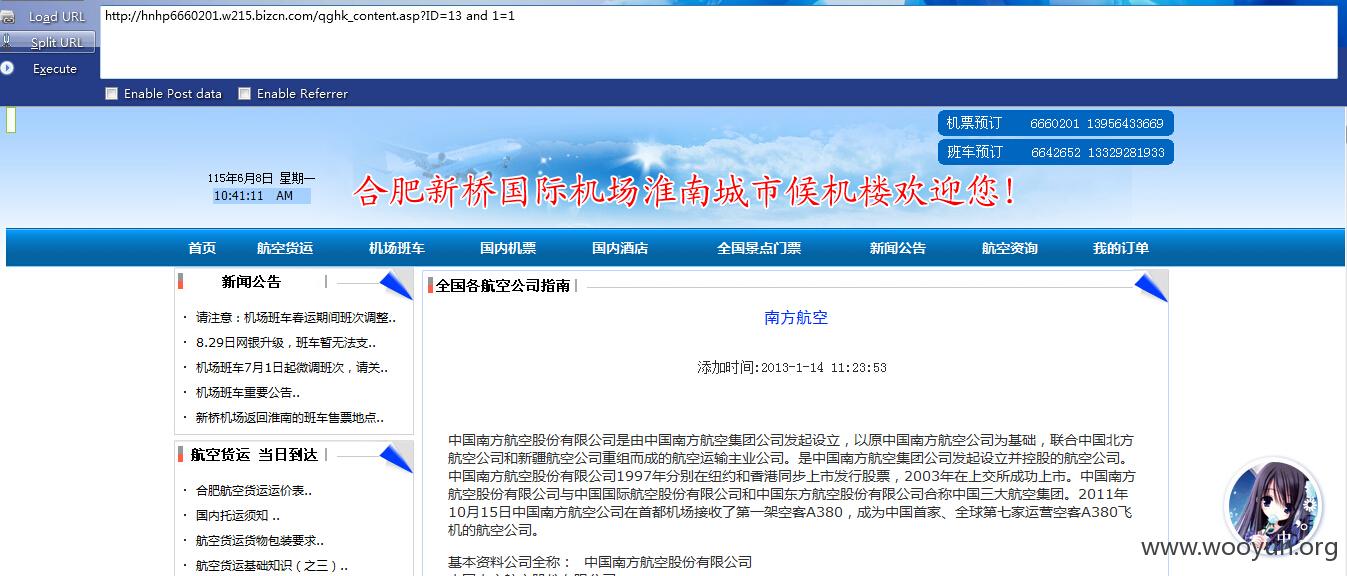 Load URL
http://hnhp6660201.w215.bizcn.com/qghk_content.asp?ID=13 and 1=1
Split URL
Execute
Enable Post data
Enable Referrer
机票预订 6660201 13956433669
班车预订 6642652 13329281933
115年6月8日 星期一
10:41:11 AM
合肥新桥国际机场淮南城市候机楼欢迎您!
首页 航空货运 机场班车 国内机票 国内酒店 全国景点门票 新闻公告 航空资询 我的订单
新闻公告
· 请注意：机场班车春运期间班次调整..
· 8.29日网银升级，班车暂无法支..
· 机场班车7月1日起微调班次，请关..
· 机场班车重要公告..
· 新桥机场返回淮南的班车售票地点..
航空货运 当日到达
· 合肥航空货运运价表..
· 国内托运须知 ..
· 航空货运货物包装要求..
· 航空货运基础知识（之三）..
全国各航空公司指南
南方航空
添加时间:2013-1-14 11:23:53
中国南方航空股份有限公司是由中国南方航空集团公司发起设立，以原中国南方航空公司为基础，联合中国北方
航空公司和新疆航空公司重组而成的航空运输主业公司。是中国南方航空集团公司发起设立并控股的航空公司。
中国南方航空股份有限公司1997年分别在纽约和香港同步上市发行股票，2003年在上交所成功上市。中国南方
航空股份有限公司与中国国际航空股份有限公司和中国东方航空股份有限公司合称中国三大航空集团。2011年
10月15日中国南方航空公司在首都机场接收了第一架空客A380，成为中国首家、全球第七家运营空客A380飞
机的航空公司。
基本资料公司全称： 中国南方航空股份有限公司
中
www.wooyun.org